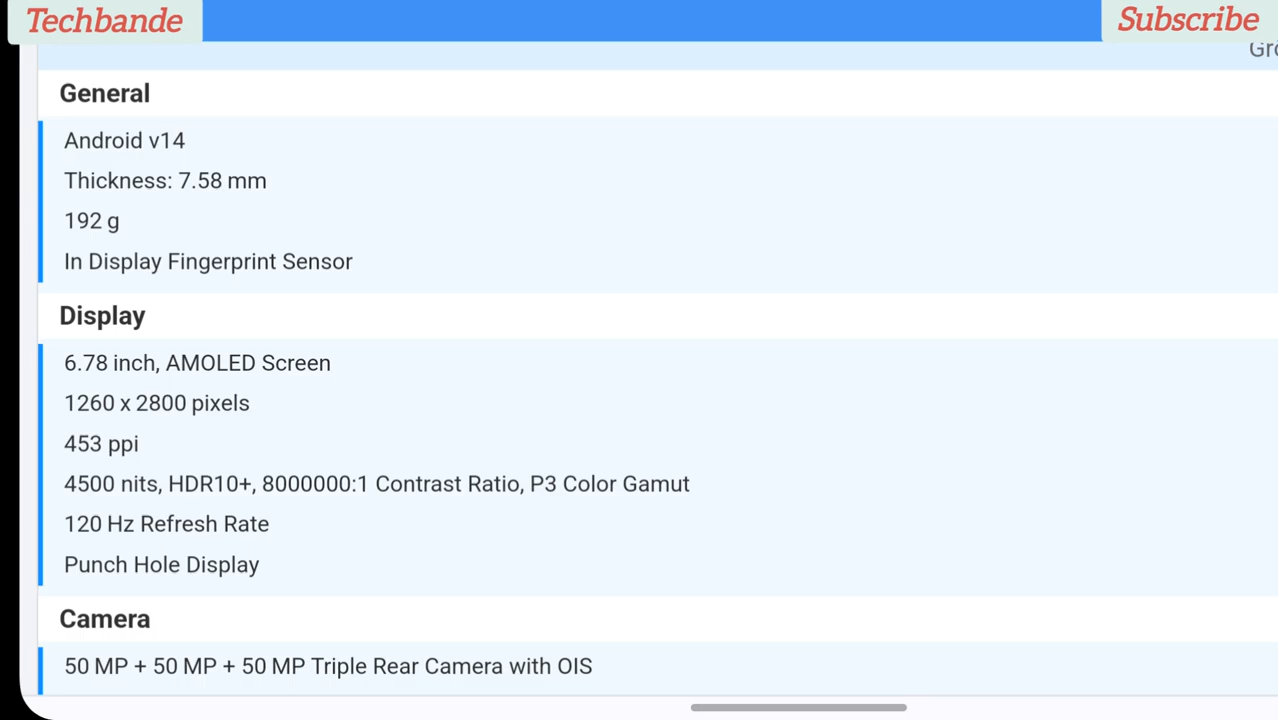 Techbande
Subscribe
General
Android v14
Thickness: 7.58 mm
192 g
In Display Fingerprint Sensor
Display
6.78 inch, AMOLED Screen
1260 x 2800 pixels
453 ppi
4500 nits, HDR10+, 8000000:1 Contrast Ratio, P3 Color Gamut
120 Hz Refresh Rate
Punch Hole Display
Camera
50 MP + 50 MP + 50 MP Triple Rear Camera with OIS